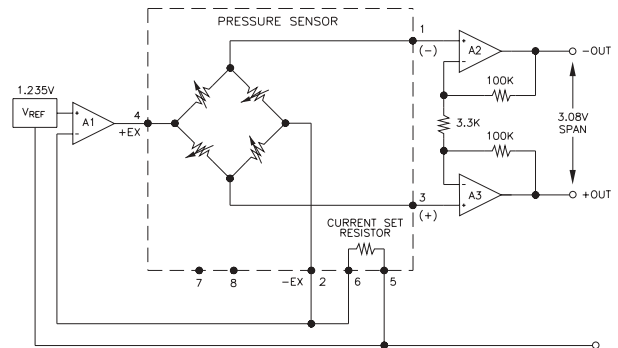 PRESSURE SENSOR
1
(-)
+
A2
-
-OUT
1.235V
100K
VREF
+
A1
-
4
+EX
3.3K
3.08V
SPAN
100K
-
A3
+
3
(+)
+OUT
CURRENT SET
RESISTOR
7
8
-EX
2
6
5